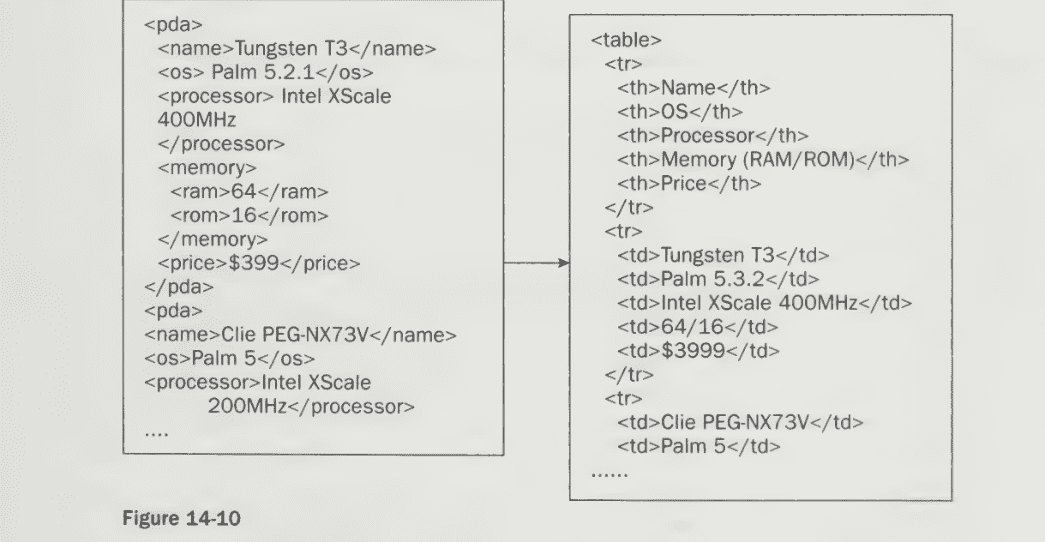 <pda>
<name>Tungsten T3</name>
<os> Palm 5.2.1</os>
<processor> Intel XScale
400MHz
</processor>
<memory>
<ram>64</ram>
<rom>16</rom>
</memory>
<price>$399</price>
</pda>
<pda>
<name>Clie PEG-NX73V</name>
<os>Palm 5</os>
<processor>Intel XScale
200MHz</processor>
....
<table>
<tr>
<th>Name</th>
<th>OS</th>
<th>Processor</th>
<th>Memory (RAM/ROM)</th>
<th>Price</th>
</tr>
<tr>
<td>Tungsten T3</td>
<td>Palm 5.3.2</td>
<td>Intel XScale 400MHz</td>
<td>64/16</td>
<td>$3999</td>
</tr>
<tr>
<td>Clie PEG-NX73V</td>
<td>Palm 5</td>
......
Figure 14-10